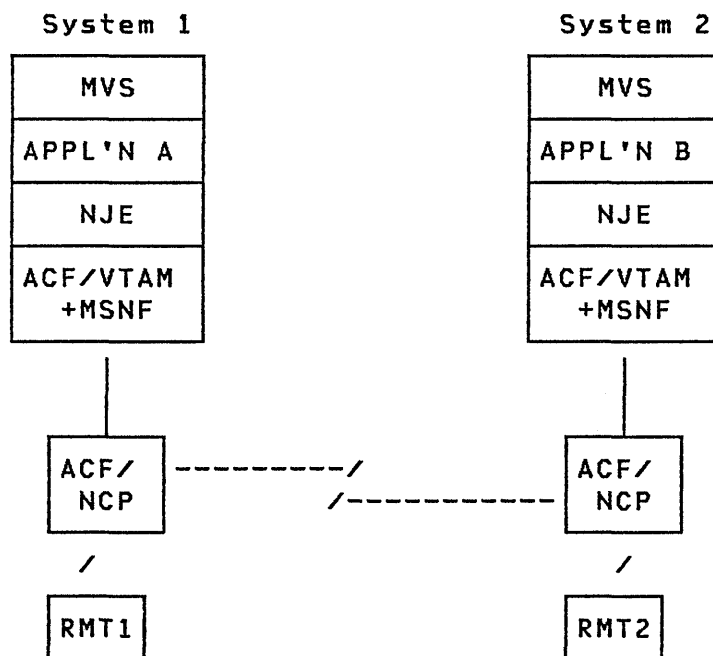 System 1
System 2
MVS
APPL'N A
NJE
ACF/VTAM
+MSNF
MVS
APPL'N B
NJE
ACF/VTAM
+MSNF
ACF/
NCP
ACF/
NCP
RMT1
RMT2